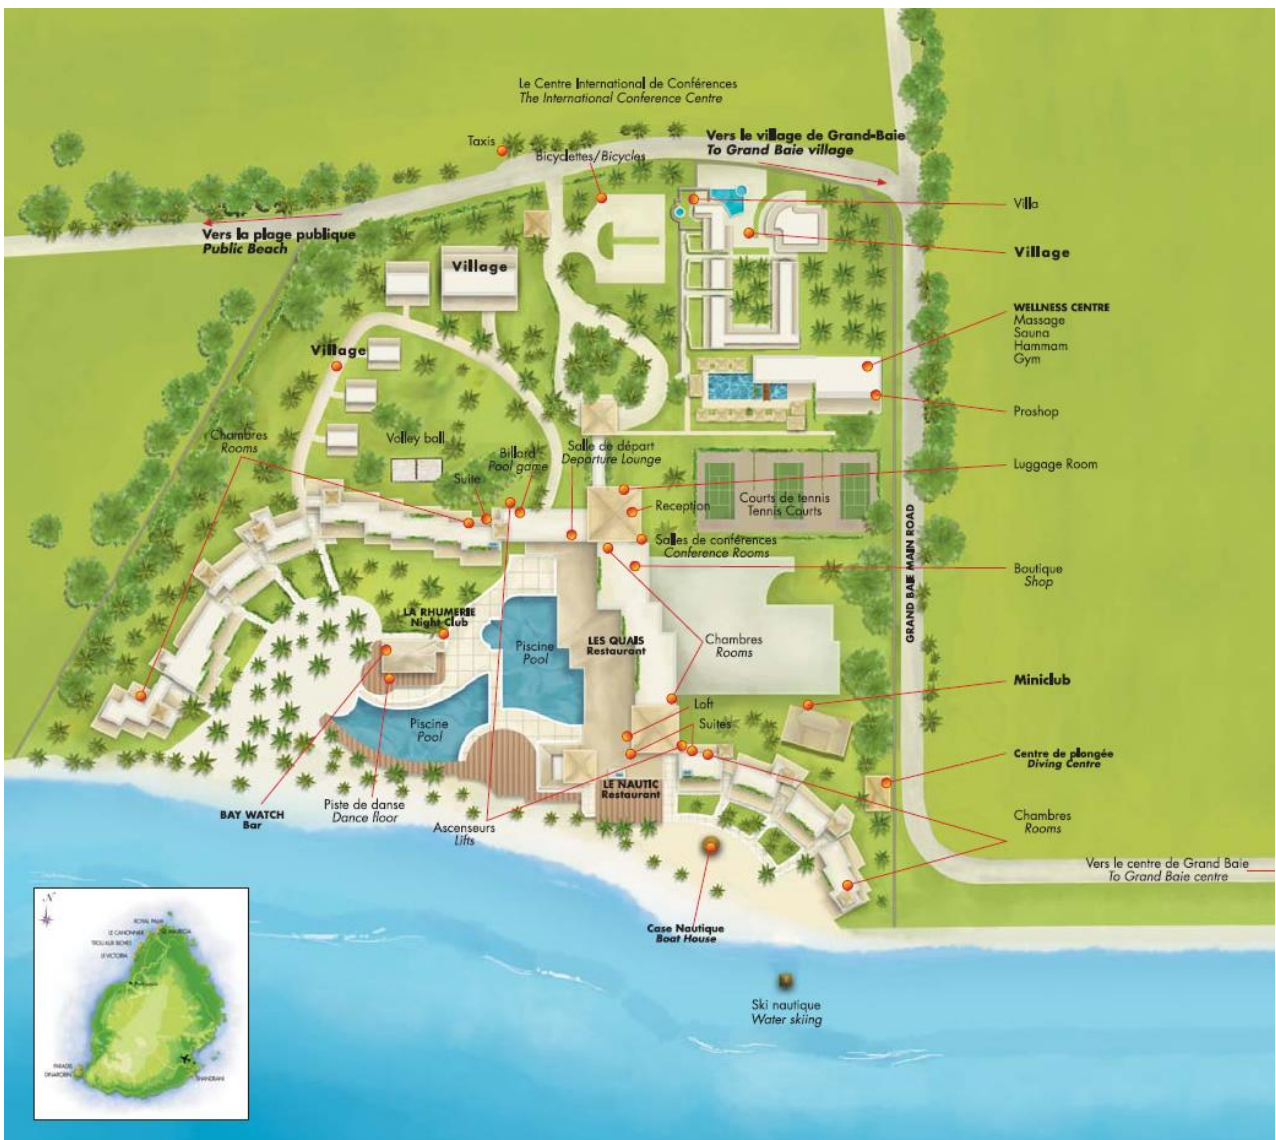 Le Centre International de Conférences
The International Conference Centre
Taxis
Vers le village de Grand-Baie
To Grand Baie village
Bicyclettes/Bicycles
Villa
Vers la plage publique
Public Beach
Village
Village
WELLNESS CENTRE
Massage
Sauna
Hammam
Gym
Village
Proshop
Chambres
Rooms
Volley ball
Billard
Pool game
Salle de départ
Departure Lounge
Luggage Room
Suite
Reception
Courts de tennis
Tennis Courts
Salles de conférences
Conference Rooms
GRAND BAIE MAIN ROAD
Boutique
Shop
LA RHUMERIE
Night Club
Piscine
Pool
LES QUAIS
Restaurant
Chambres
Rooms
Miniclub
Loft
Suites
Piscine
Pool
Centre de plongée
Diving Centre
LE NAUTIC
Restaurant
BAY WATCH
Bar
Piste de danse
Dance floor
Ascenseurs
Lifts
Chambres
Rooms
Vers le centre de Grand Baie
To Grand Baie centre
Case Nautique
Boat House
Ski nautique
Water skiing
N
ROYAL PALM
LE CANONNIER
TROU AUX BICHES
LE VICTORIA
PARADIS
DINAROBIN
SHANDRANI